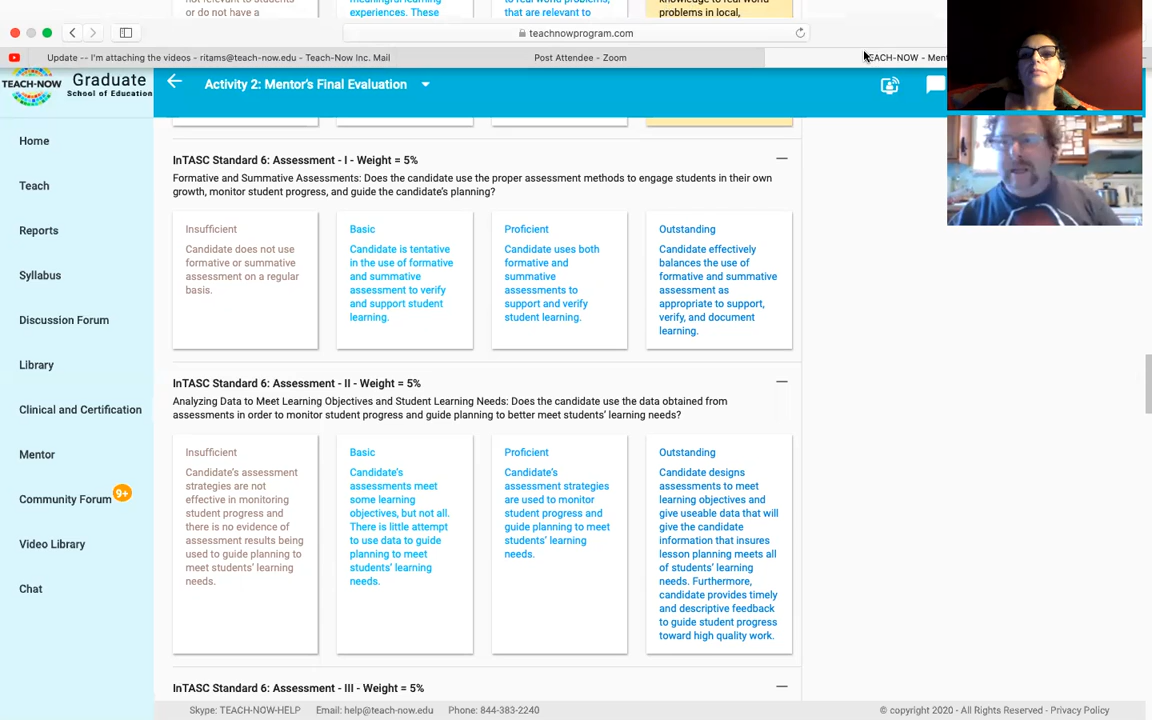 not relevant to students
or do not have a
meaningful learning
experiences. These
to real world problems,
that are relevant to
knowledge to real world
problems in local,
teachnowprogram.com
Update -- I'm attaching the videos - ritams@teach-now.edu - Teach-Now Inc. Mail
Post Attendee - Zoom
TEACH-NOW - Ment
TEACH-NOW
Graduate
School of Education
Activity 2: Mentor's Final Evaluation
Home
Teach
Reports
Syllabus
Discussion Forum
Library
Clinical and Certification
Mentor
Community Forum
9+
Video Library
Chat
InTASC Standard 6: Assessment - I - Weight = 5%
Formative and Summative Assessments: Does the candidate use the proper assessment methods to engage students in their own
growth, monitor student progress, and guide the candidate's planning?
Insufficient
Candidate does not use
formative or summative
assessment on a regular
basis.
Basic
Candidate is tentative
in the use of formative
and summative
assessment to verify
and support student
learning.
Proficient
Candidate uses both
formative and
summative
assessments to
support and verify
student learning.
Outstanding
Candidate effectively
balances the use of
formative and summative
assessment as
appropriate to support,
verify, and document
learning.
InTASC Standard 6: Assessment - II - Weight = 5%
Analyzing Data to Meet Learning Objectives and Student Learning Needs: Does the candidate use the data obtained from
assessments in order to monitor student progress and guide planning to better meet students' learning needs?
Insufficient
Candidate's assessment
strategies are not
effective in monitoring
student progress and
there is no evidence of
assessment results being
used to guide planning to
meet students' learning
needs.
Basic
Candidate's
assessments meet
some learning
objectives, but not all.
There is little attempt
to use data to guide
planning to meet
students' learning
needs.
Proficient
Candidate's
assessment strategies
are used to monitor
student progress and
guide planning to meet
students' learning
needs.
Outstanding
Candidate designs
assessments to meet
learning objectives and
give useable data that will
give the candidate
information that insures
lesson planning meets all
of students' learning
needs. Furthermore,
candidate provides timely
and descriptive feedback
to guide student progress
toward high quality work.
InTASC Standard 6: Assessment - III - Weight = 5%
Skype: TEACH-NOW-HELP Email: help@teach-now.edu Phone: 844-383-2240
© copyright 2020 - All Rights Reserved - Privacy Policy